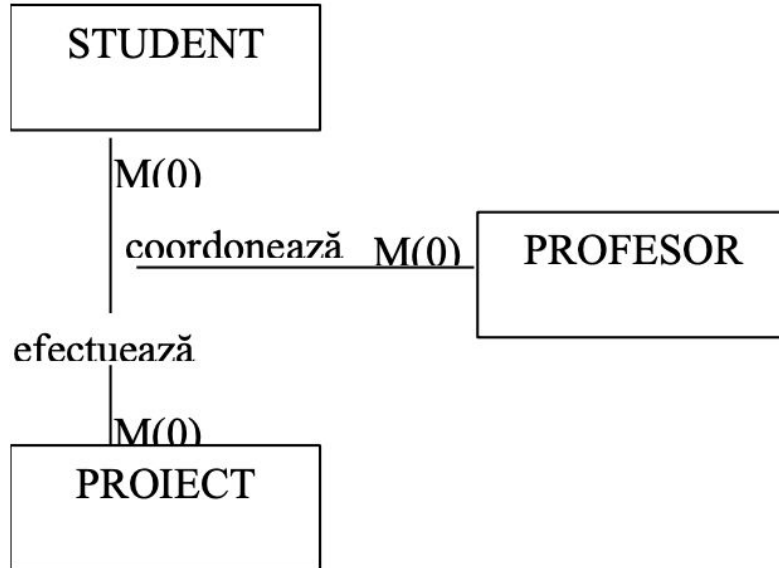 STUDENT
M(0)
coordonează M(0)
PROFESOR
efectuează
M(0)
PROIECT